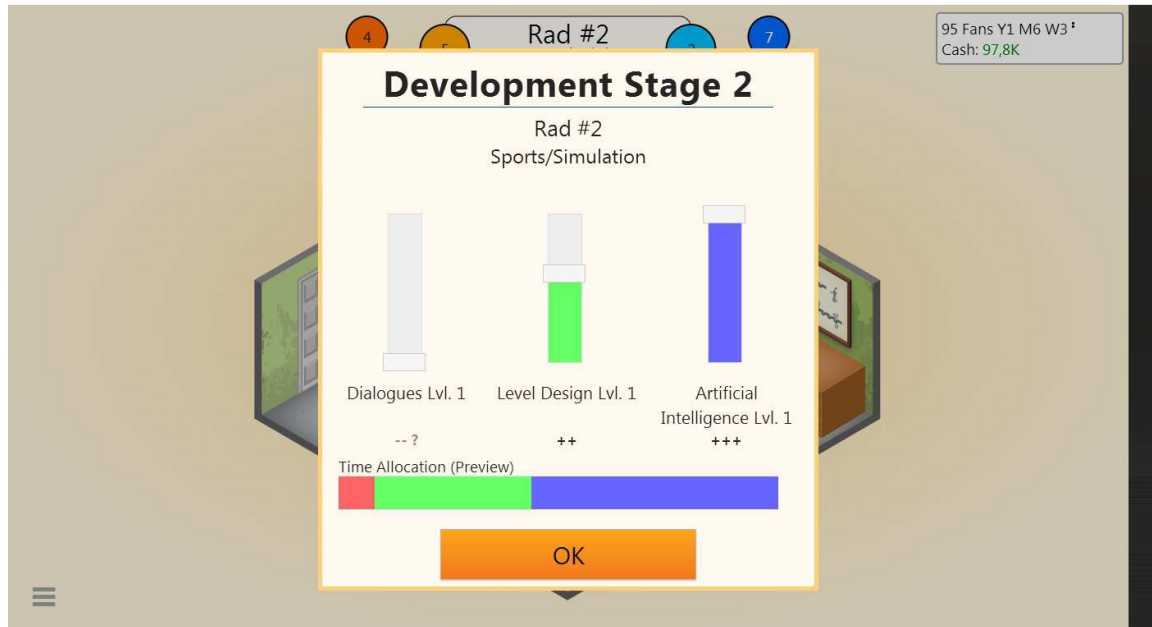 4
5
Rad #2
7
95 Fans Y1 M6 W3
Cash: 97,8K
Development Stage 2
Rad #2
Sports/Simulation
Dialogues Lvl. 1
Level Design Lvl. 1
Artificial
Intelligence Lvl. 1
-- ?
++
+++
Time Allocation (Preview)
OK